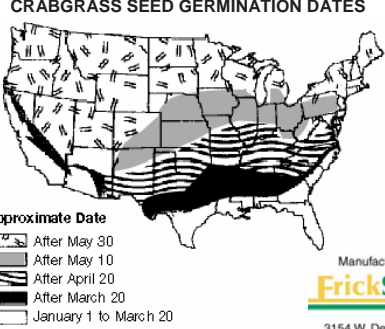 CRABGRASS SEED GERMINATION DATES
pproximate Date
After May 30
After May 10
After April 20
After March 20
January 1 to March 20
Manufac
Frick
3154 W. De